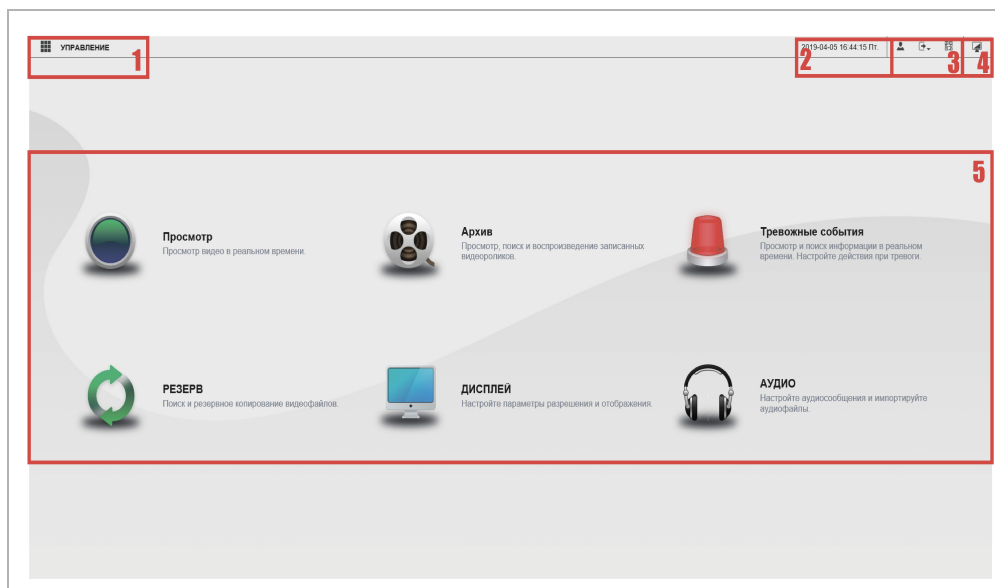 УПРАВЛЕНИЕ
1
2019-04-05 16:44:15 Пт.
2
3
4
5
Просмотр
Просмотр видео в реальном времени.
Архив
Просмотр, поиск и воспроизведение записанных
видеороликов.
Тревожные события
Просмотр и поиск информации в реальном
времени. Настройте действия при тревоги.
РЕЗЕРВ
Поиск и резервное копирование видеофайлов.
ДИСПЛЕЙ
Настройте параметры разрешения и отображения.
АУДИО
Настройте аудиосообщения и импортируйте
аудиофайлы.